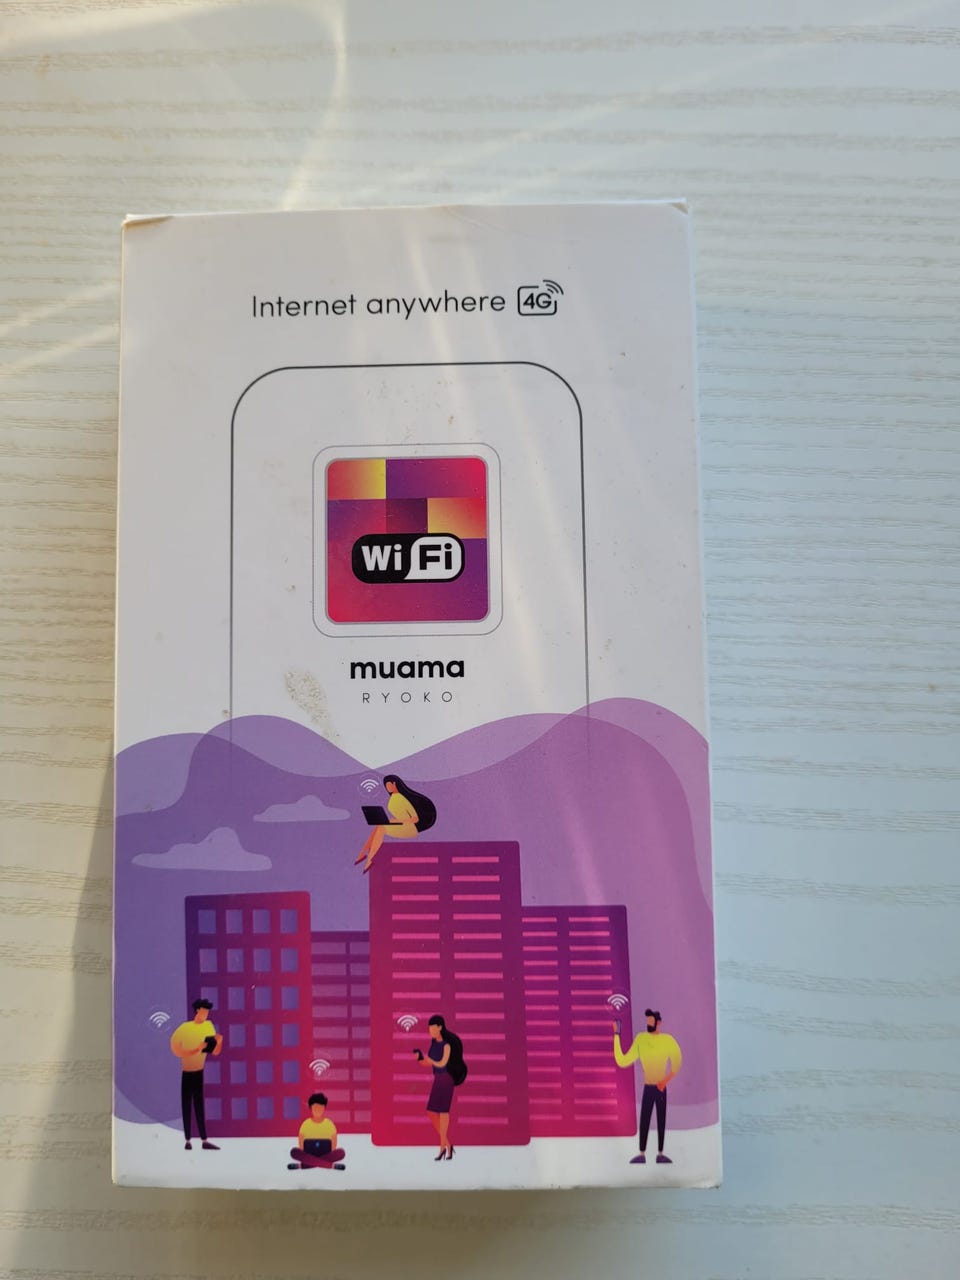 Internet anywhere 4G
WiFi
muama
RYOKO